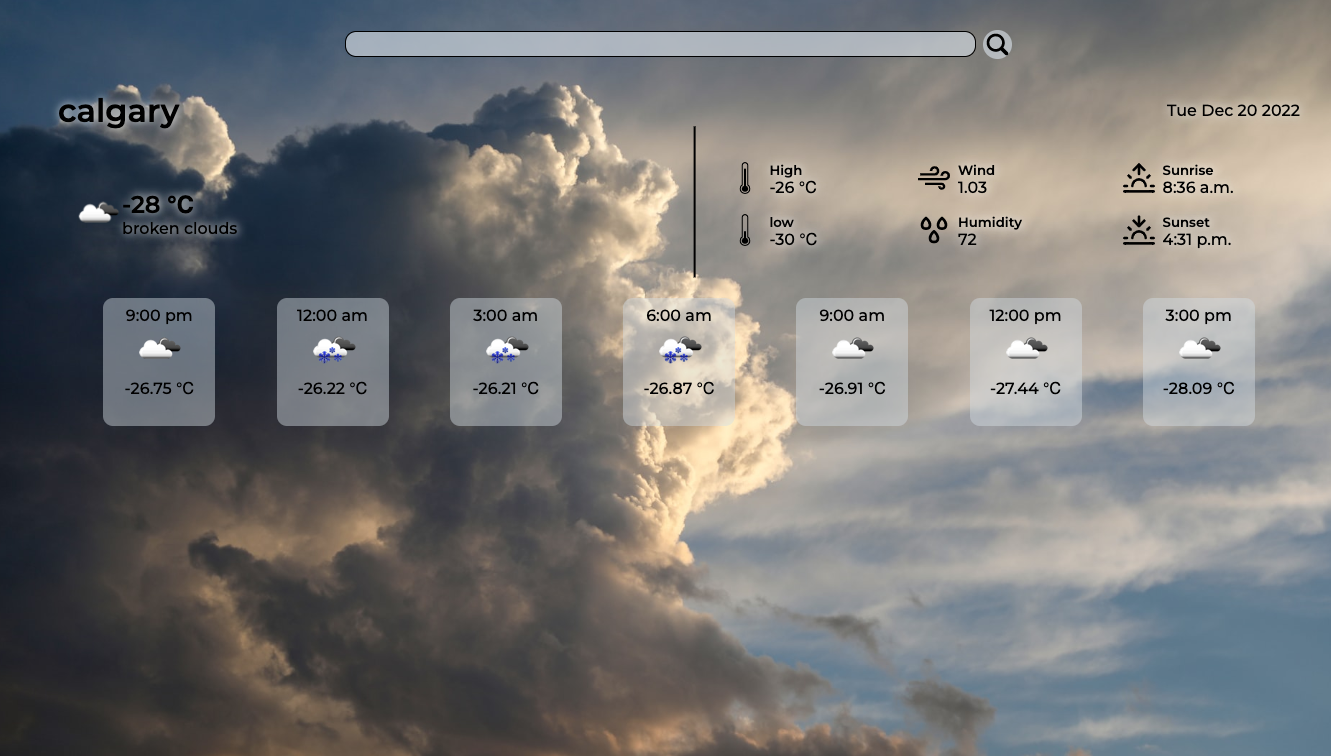 calgary
Tue Dec 20 2022
-28 °C
broken clouds
High
-26 °C
low
-30 °C
Wind
1.03
Humidity
72
Sunrise
8:36 a.m.
Sunset
4:31 p.m.
9:00 pm
-26.75 °C
12:00 am
-26.22 °C
3:00 am
-26.21 °C
6:00 am
-26.87 °C
9:00 am
-26.91 °C
12:00 pm
-27.44 °C
3:00 pm
-28.09 °C